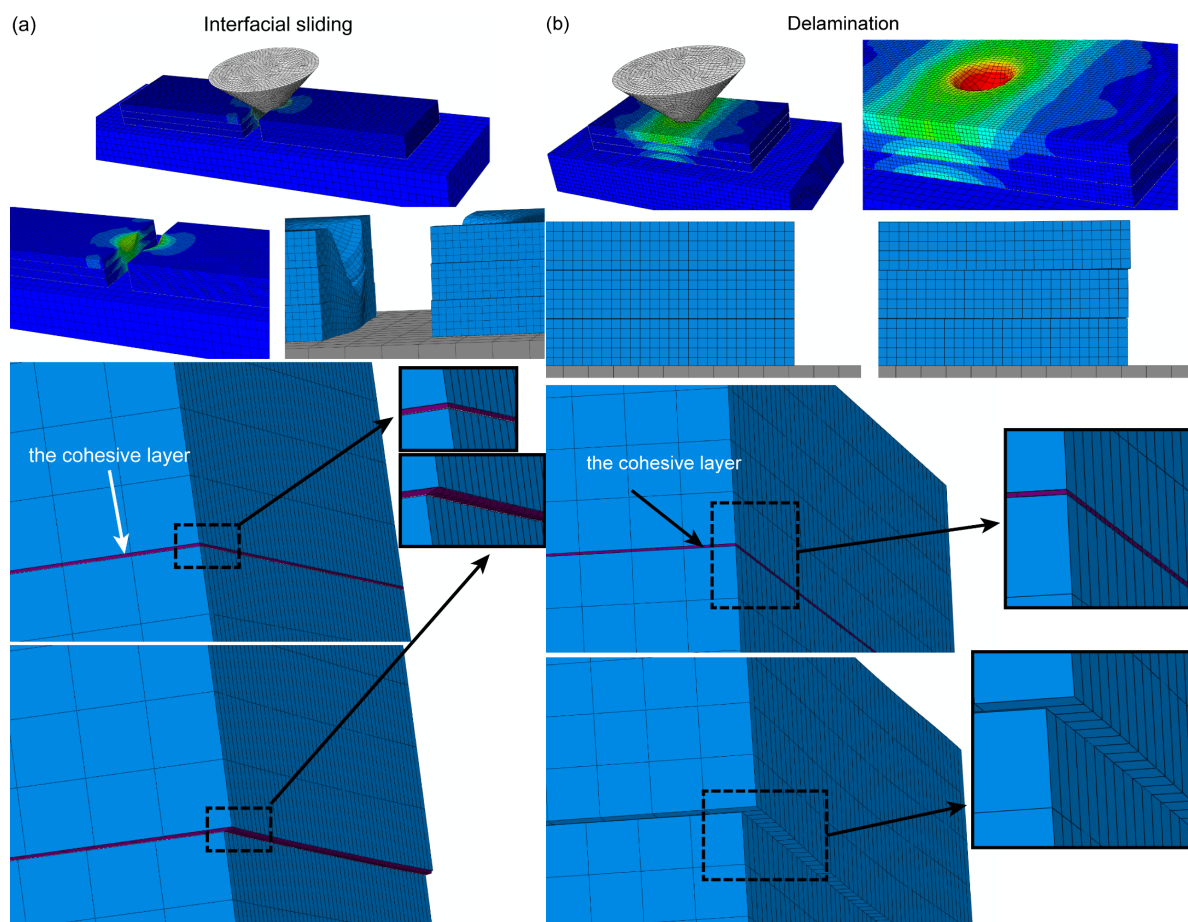 (a)
Interfacial sliding
(b)
Delamination
the cohesive layer
the cohesive layer